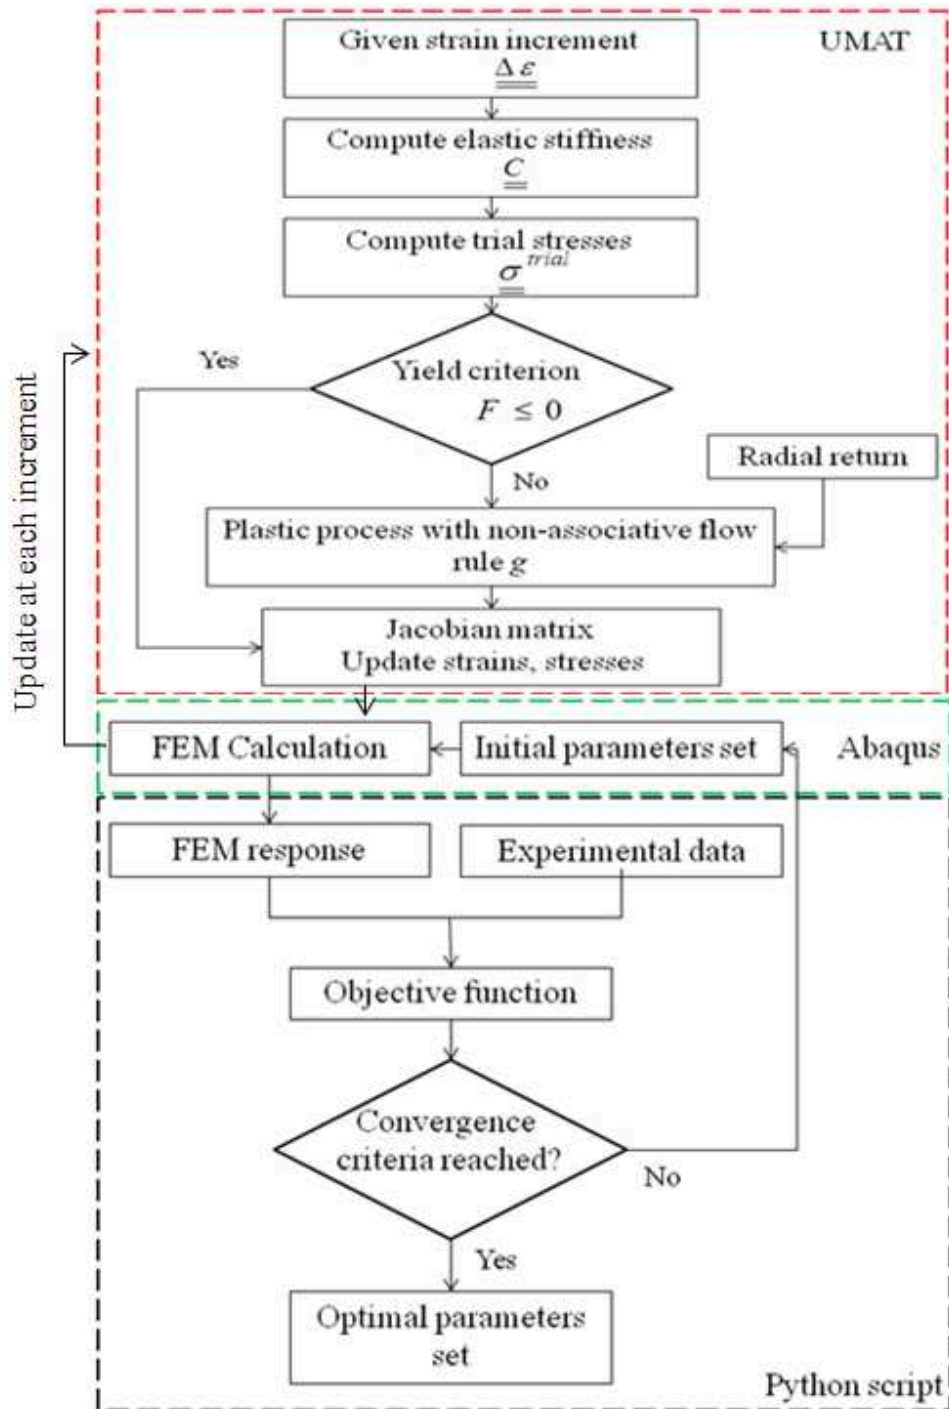 Given strain increment
Δ ε
UMAT
Compute elastic stiffness
C
Compute trial stresses
σ trial
Yes
Yield criterion
F ≤ 0
Radial return
No
Plastic process with non-associative flow
rule g
Jacobian matrix
Update strains, stresses
Update at each increment
FEM Calculation
Initial parameters set
Abaqus
FEM response
Experimental data
Objective function
Convergence
criteria reached?
No
Yes
Optimal parameters
set
Python script